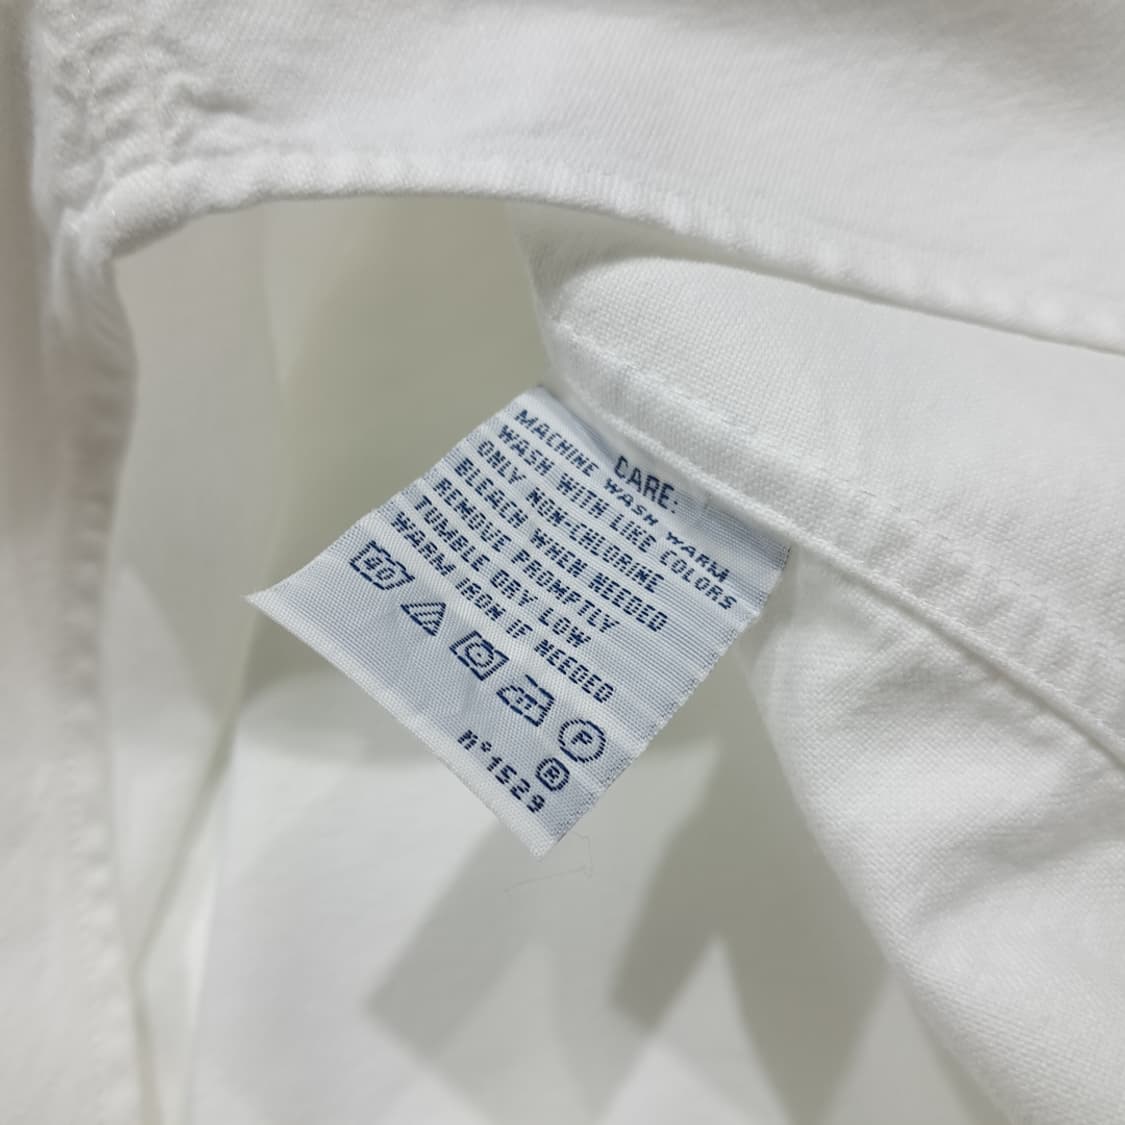 CARE:
MACHINE WASH WARM
WASH WITH LIKE COLORS
ONLY NON-CHLORINE
BLEACH WHEN NEEDED
REMOVE PROMPTLY
TUMBLE DRY LOW
WARM IRON IF NEEDED
40
P
®
n°1529